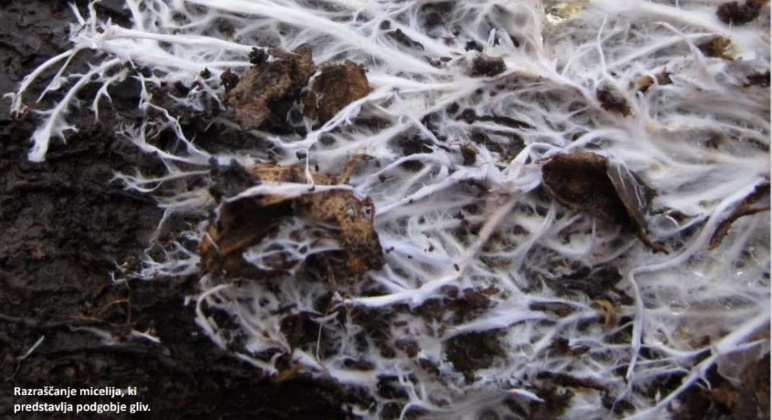 Razraščanje micelija, ki
predstavlja podgobje gliv.